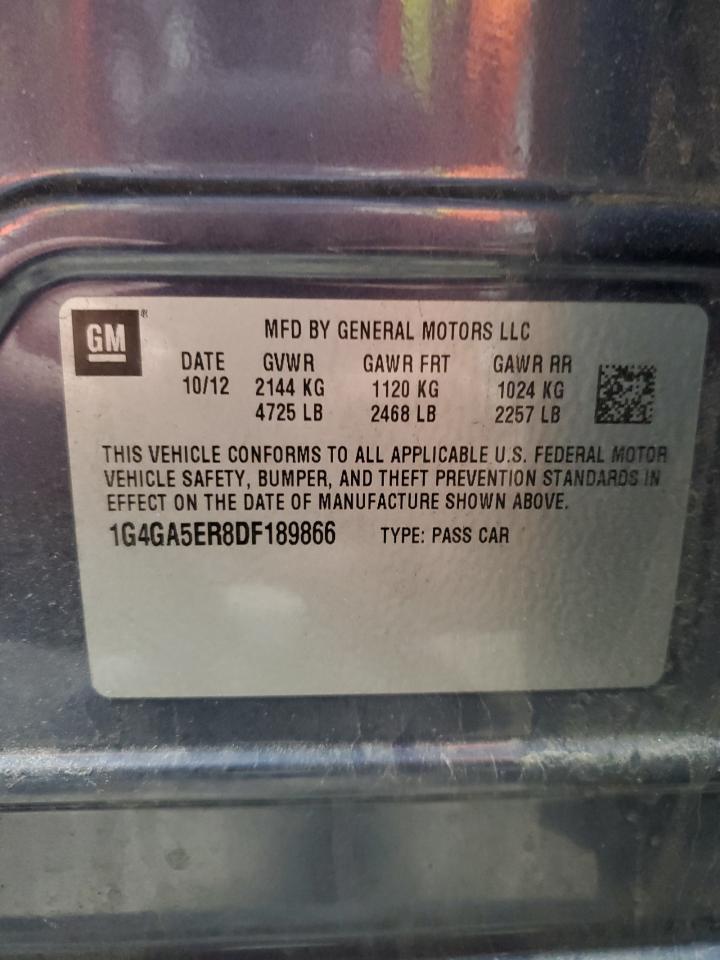 GM ®
MFD BY GENERAL MOTORS LLC
DATE GVWR GAWR FRT GAWR RR
10/12 2144 KG 1120 KG 1024 KG
4725 LB 2468 LB 2257 LB
THIS VEHICLE CONFORMS TO ALL APPLICABLE U.S. FEDERAL MOTOR
VEHICLE SAFETY, BUMPER, AND THEFT PREVENTION STANDARDS IN
EFFECT ON THE DATE OF MANUFACTURE SHOWN ABOVE.
1G4GA5ER8DF189866 TYPE: PASS CAR